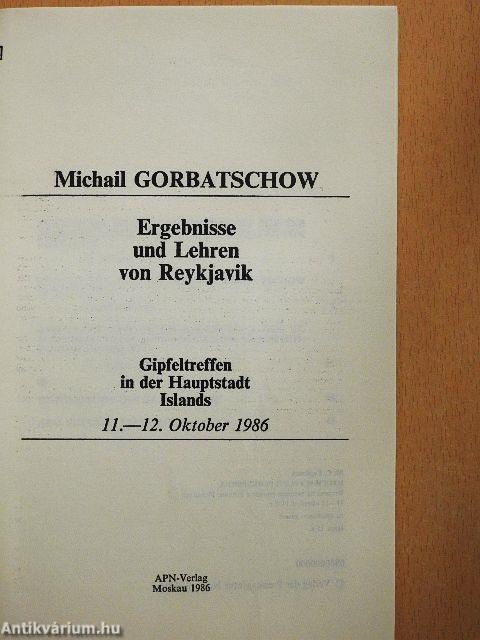 Michail GORBATSCHOW
Ergebnisse
und Lehren
von Reykjavik
Gipfeltreffen
in der Hauptstadt
Islands
11.—12. Oktober 1986
APN-Verlag
Moskau 1986
Antikvárium.hu